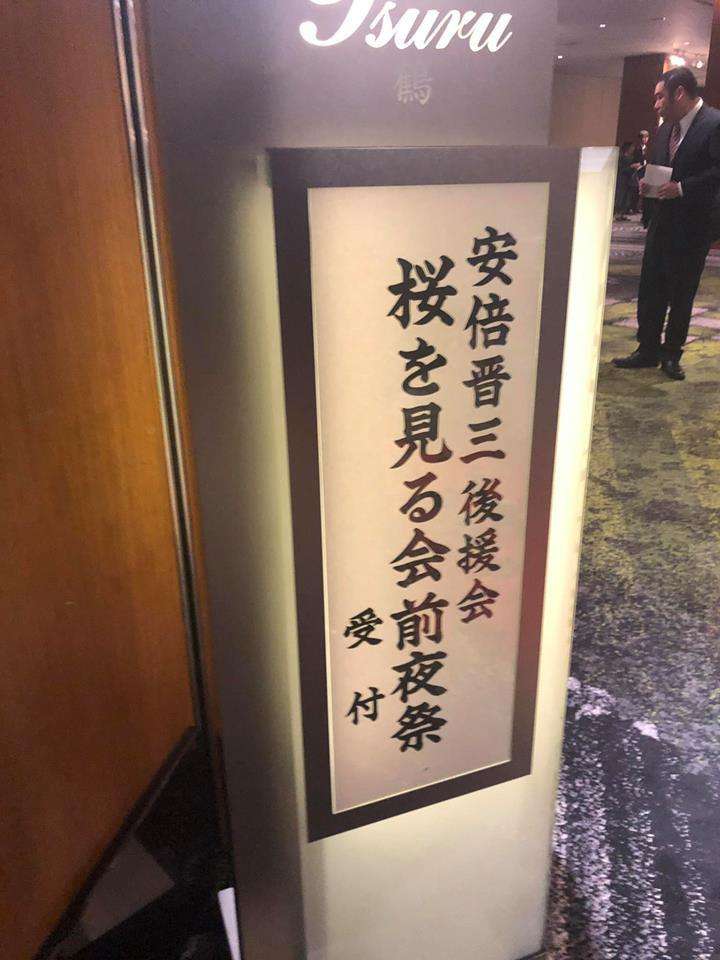 Tsuru
鶴
安倍晋三後援会
桜を見る会前夜祭
受付